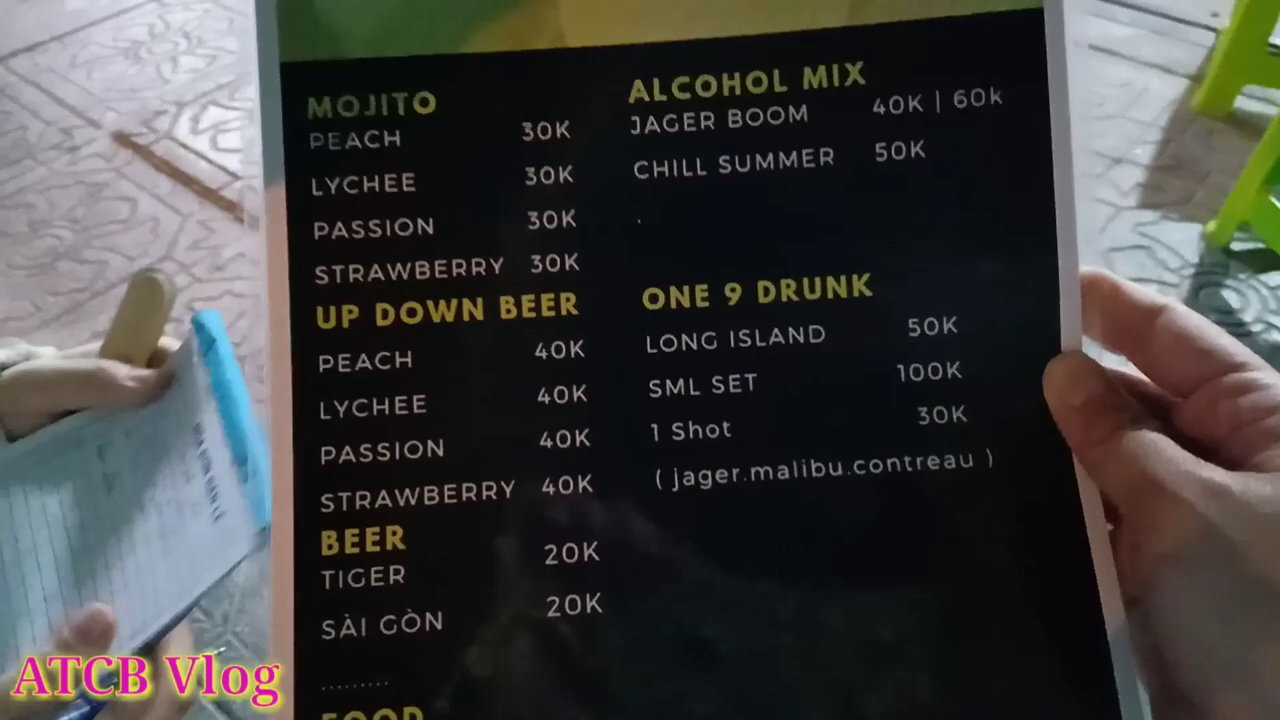 MOJITO
PEACH 30K
LYCHEE 30K
PASSION 30K
STRAWBERRY 30K
UP DOWN BEER
PEACH 40K
LYCHEE 40K
PASSION 40K
STRAWBERRY 40K
BEER
TIGER 20K
SÀI GÒN 20K
.........
FOOD
ALCOHOL MIX
JAGER BOOM 40K | 60k
CHILL SUMMER 50K
.
ONE 9 DRUNK
LONG ISLAND 50K
SML SET 100K
1 Shot 30K
( jager.malibu.contreau )
ATCB Vlog